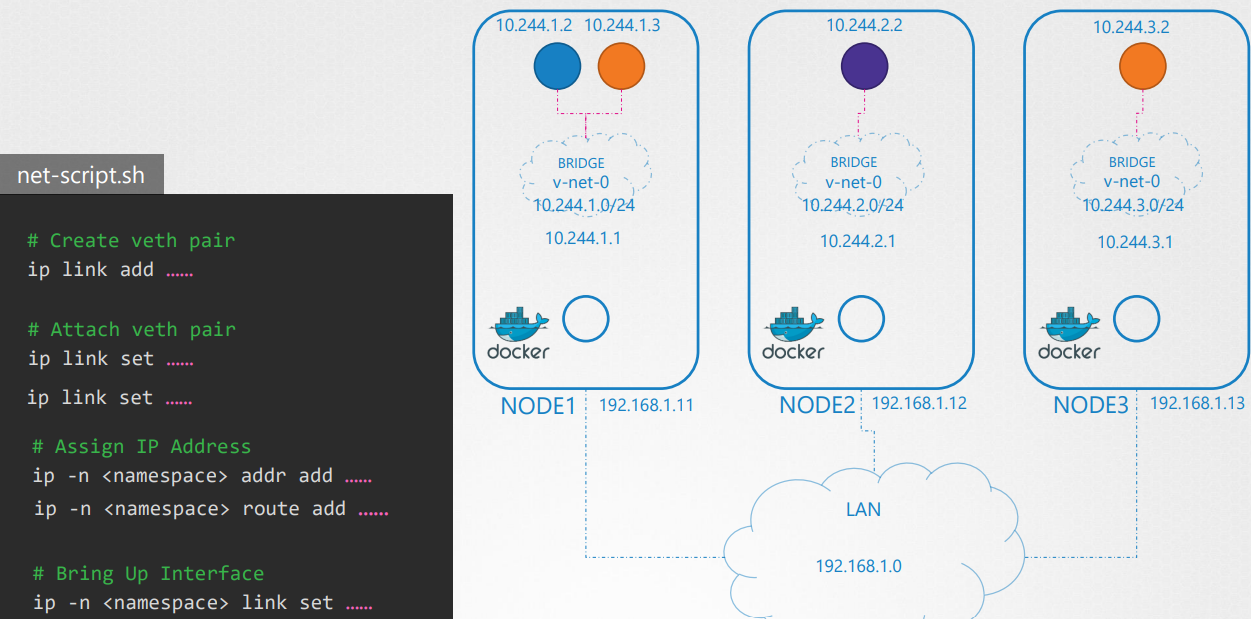 net-script.sh
# Create veth pair
ip link add ……
# Attach veth pair
ip link set ……
ip link set ……
# Assign IP Address
ip -n <namespace> addr add ……
ip -n <namespace> route add ……
# Bring Up Interface
ip -n <namespace> link set ……
10.244.1.2 10.244.1.3
BRIDGE
v-net-0
10.244.1.0/24
10.244.1.1
docker
NODE1 192.168.1.11
10.244.2.2
BRIDGE
v-net-0
10.244.2.0/24
10.244.2.1
docker
NODE2 192.168.1.12
10.244.3.2
BRIDGE
v-net-0
10.244.3.0/24
10.244.3.1
docker
NODE3 192.168.1.13
LAN
192.168.1.0